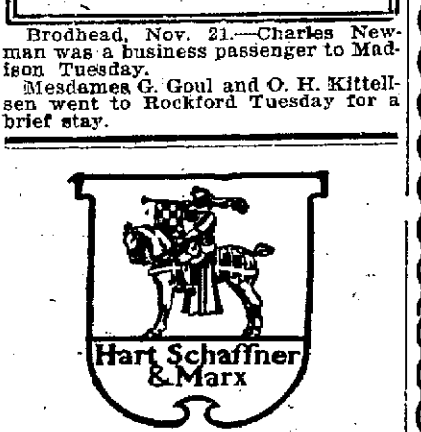 Brodhead, Nov. 21.—Charles New-
man was a business passenger to Mad-
ison Tuesday.
Mesdames G. Goul and O. H. Kittell-
sen went to Rockford Tuesday for a
brief stay.
Hart Schaffner
& Marx